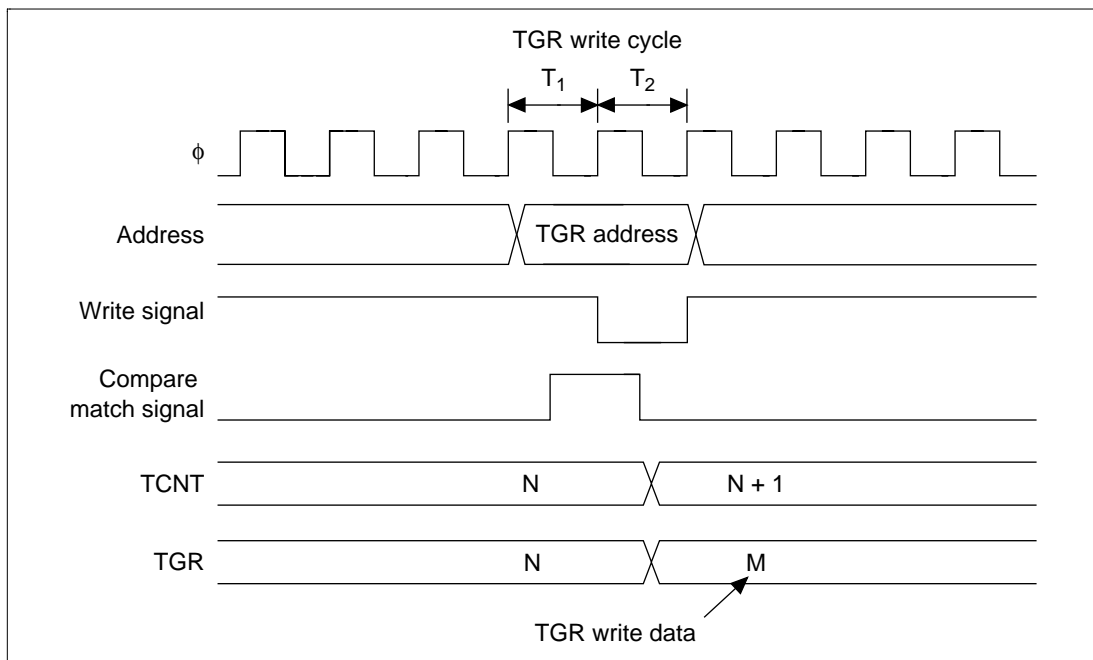 TGR write cycle
T1 T2
ϕ
Address TGR address
Write signal
Compare
match signal
TCNT N N + 1
TGR N M
TGR write data